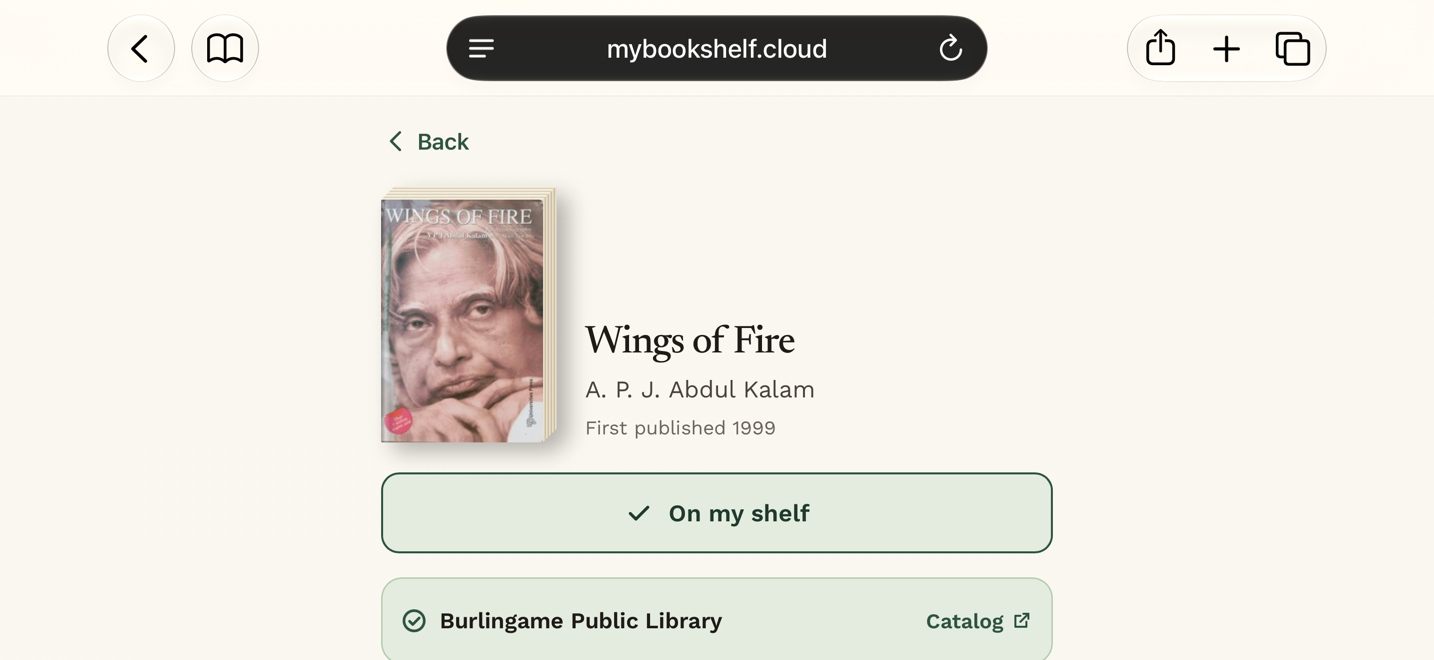 mybookshelf.cloud
Back
WINGS OF FIRE
Wings of Fire
A. P. J. Abdul Kalam
First published 1999
On my shelf
Burlingame Public Library
Catalog